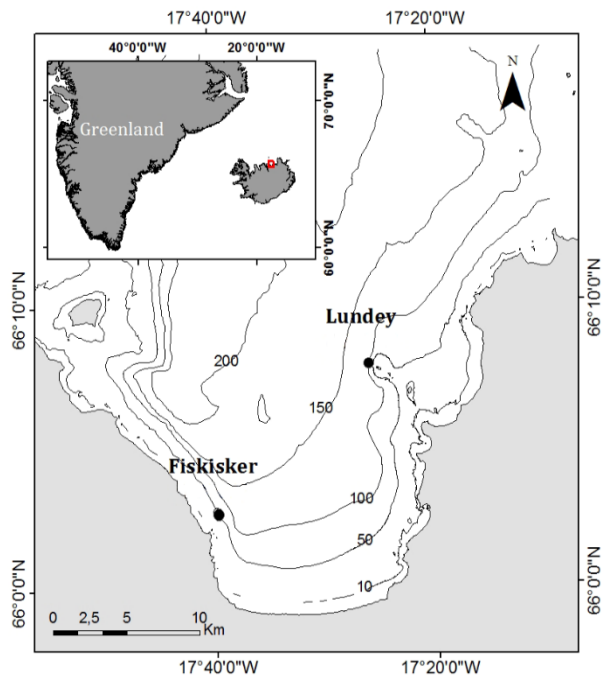 17°40'0"W 17°20'0"W
40°0'0"W 20°0'0"W
N
70°0'0"N
Greenland
60°0'0"N
66°10'0"N 66°10'0"N
Lundey
200
150
Fiskisker
100
50
10
66°0'0"N 66°0'0"N
0 2,5 5 10
Km
17°40'0"W 17°20'0"W